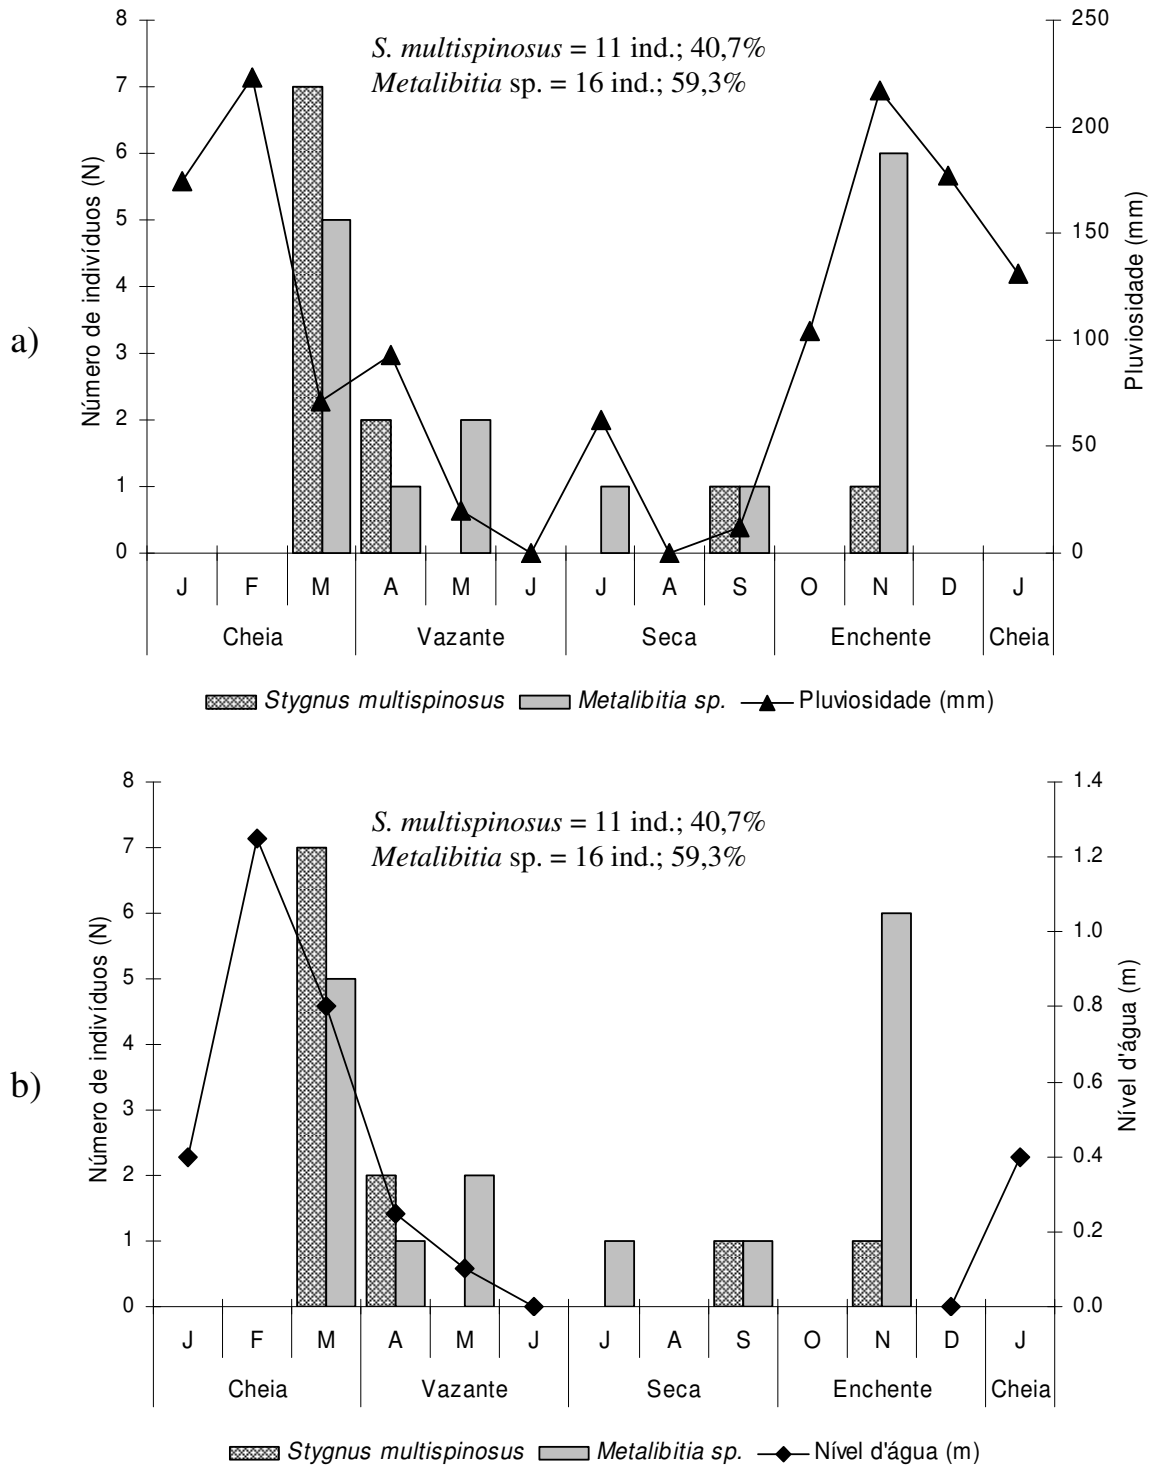 a)
S. multispinosus = 11 ind.; 40,7%
Metalibitia sp. = 16 ind.; 59,3%
Número de indivíduos (N)
8
7
6
5
4
3
2
1
0
Pluviosidade (mm)
250
200
150
100
50
0
J F M A M J J A S O N D J
Cheia Vazante Seca Enchente Cheia
Stygnus multispinosus Metalibitia sp. Pluviosidade (mm)
b)
S. multispinosus = 11 ind.; 40,7%
Metalibitia sp. = 16 ind.; 59,3%
Número de indivíduos (N)
8
7
6
5
4
3
2
1
0
Nível d'água (m)
1.4
1.2
1.0
0.8
0.6
0.4
0.2
0.0
J F M A M J J A S O N D J
Cheia Vazante Seca Enchente Cheia
Stygnus multispinosus Metalibitia sp. Nível d'água (m)